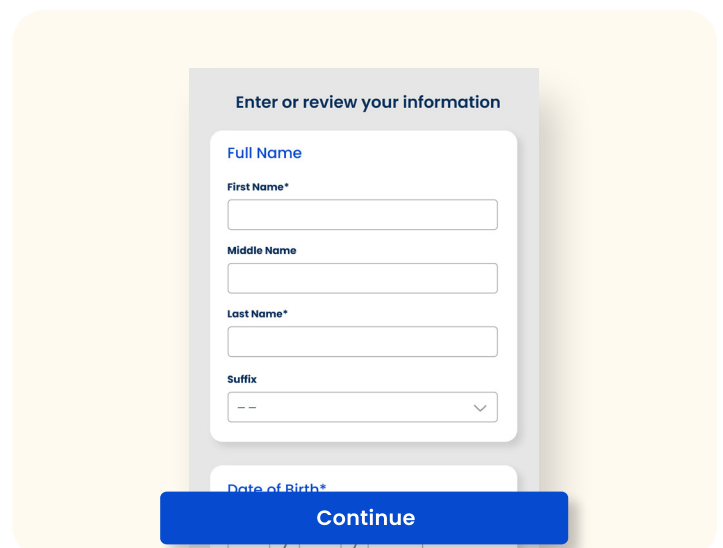 Enter or review your information
Full Name
First Name*
Middle Name
Last Name*
Suffix
– –
Date of Birth*
Continue
/ /